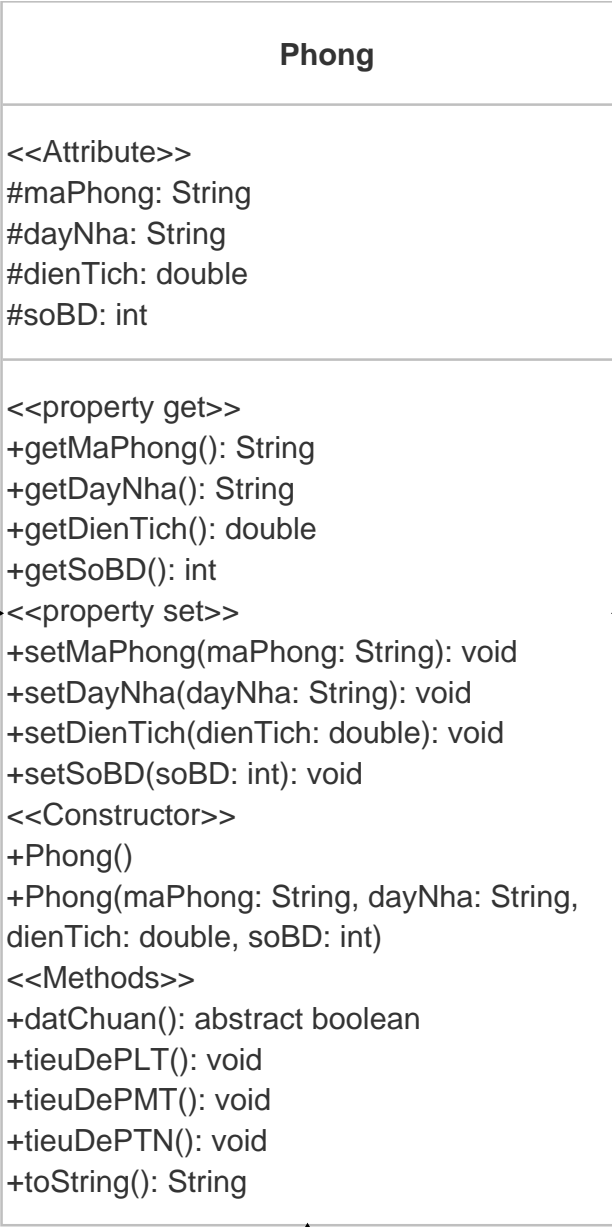 Phong
<<Attribute>>
#maPhong: String
#dayNha: String
#dienTich: double
#soBD: int
<<property get>>
+getMaPhong(): String
+getDayNha(): String
+getDienTich(): double
+getSoBD(): int
<<property set>>
+setMaPhong(maPhong: String): void
+setDayNha(dayNha: String): void
+setDienTich(dienTich: double): void
+setSoBD(soBD: int): void
<<Constructor>>
+Phong()
+Phong(maPhong: String, dayNha: String,
dienTich: double, soBD: int)
<<Methods>>
+datChuan(): abstract boolean
+tieuDePLT(): void
+tieuDePMT(): void
+tieuDePTN(): void
+toString(): String